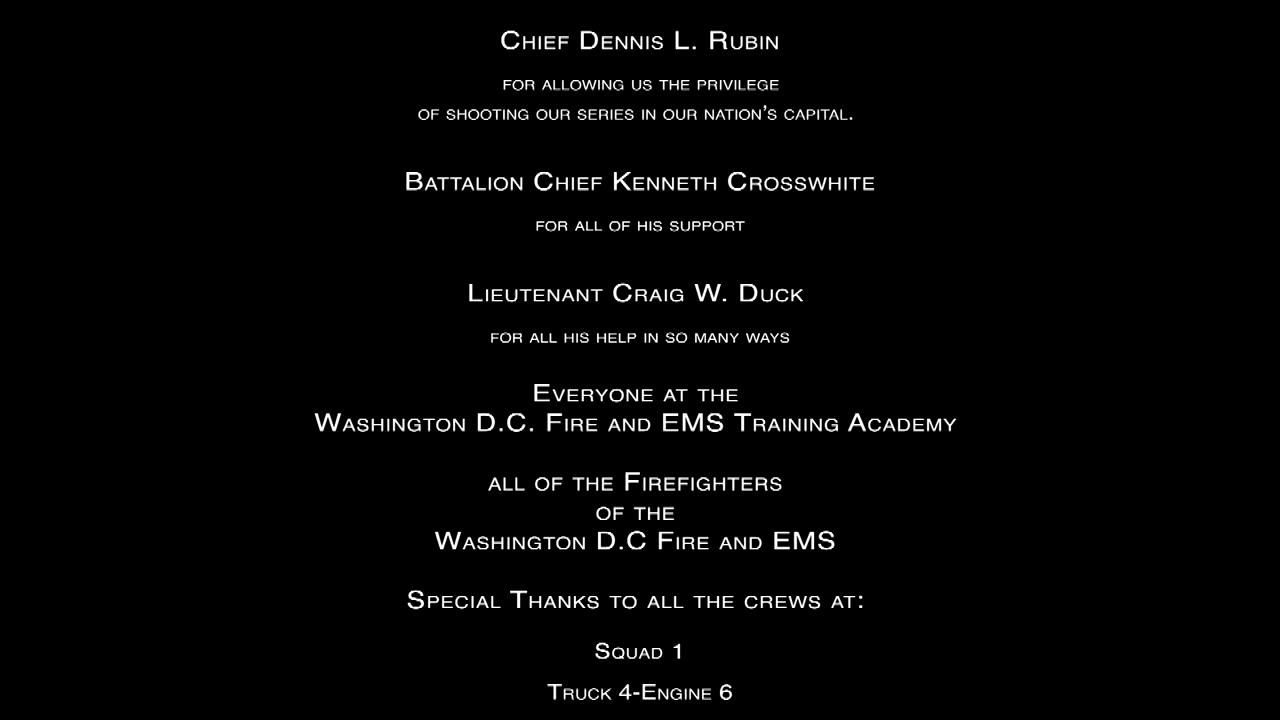 Chief Dennis L. Rubin
for allowing us the privilege
of shooting our series in our nation's capital.
Battalion Chief Kenneth Crosswhite
for all of his support
Lieutenant Craig W. Duck
for all his help in so many ways
Everyone at the
Washington D.C. Fire and EMS Training Academy
all of the Firefighters
of the
Washington D.C Fire and EMS
Special Thanks to all the crews at:
Squad 1
Truck 4-Engine 6